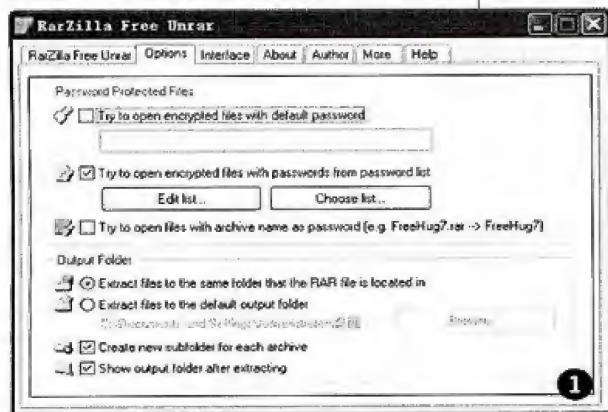 RarZilla Free Unrar
RarZilla Free Unrar Options Interface About Author More Help
Password Protected Files
Try to open encrypted files with default password
Try to open encrypted files with passwords from password list
Edit list... Choose list...
Try to open files with archive name as password (e.g. FreeHug7.rar --> FreeHug7)
Output Folder
Extract files to the same folder that the RAR file is located in
Extract files to the default output folder
C:\Documents and Settings\Administrator\
Create new subfolder for each archive
Show output folder after extracting
1